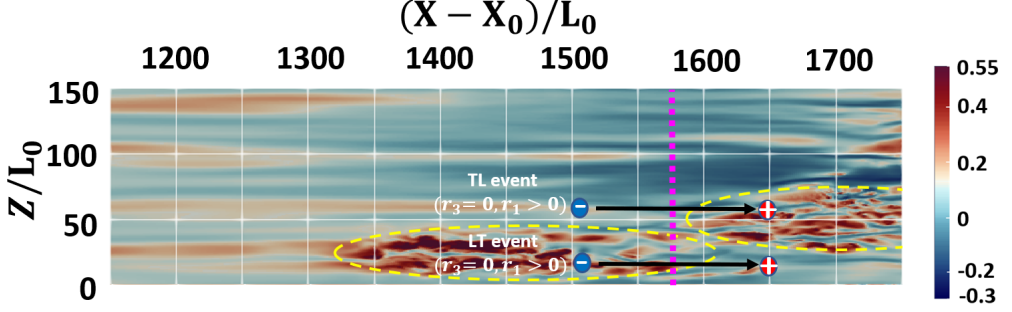 (X − X₀)/L₀
1200 1300 1400 1500 1600 1700
Z/L₀
150
100
50
0
TL event
(r₃= 0, r₁ > 0)
−
+
LT event
(r₃= 0, r₁ > 0)
−
+
0.55
0.4
0.2
0
-0.2
-0.3